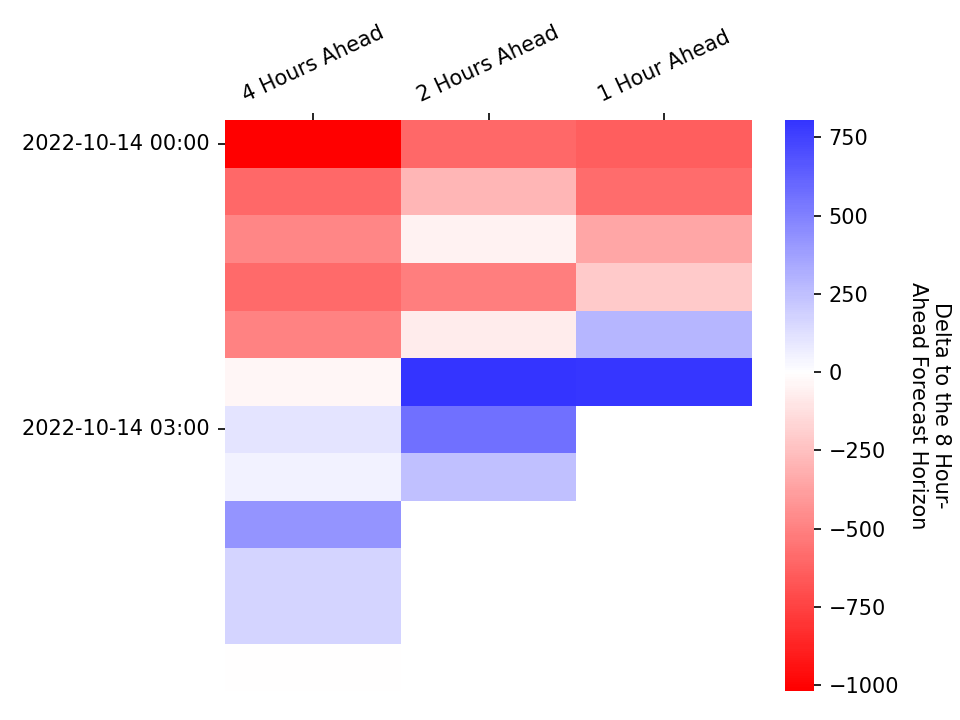 4 Hours Ahead
2 Hours Ahead
1 Hour Ahead
2022-10-14 00:00
2022-10-14 03:00
750
500
250
0
−250
−500
−750
−1000
Delta to the 8 Hour-
Ahead Forecast Horizon